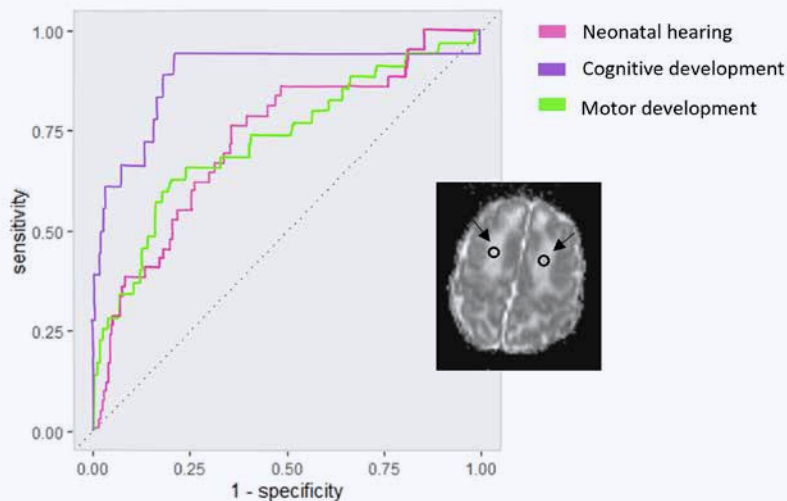 1.00
0.75
0.50
0.25
0.00
sensitivity
0.00
0.25
0.50
0.75
1.00
1 - specificity
Neonatal hearing
Cognitive development
Motor development